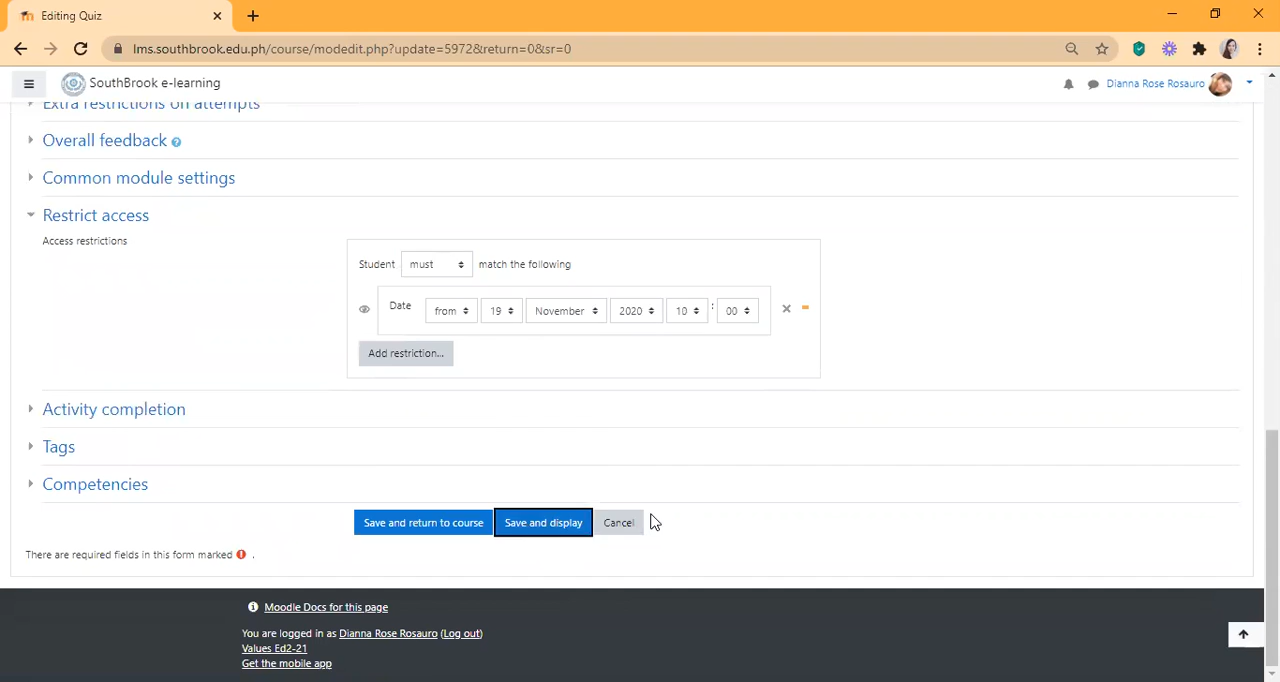 Editing Quiz
lms.southbrook.edu.ph/course/modedit.php?update=5972&return=0&sr=0
SouthBrook e-learning
Dianna Rose Rosauro
Extra restrictions on attempts
Overall feedback
Common module settings
Restrict access
Access restrictions
Student must match the following
Date from 19 November 2020 10 : 00
Add restriction...
Activity completion
Tags
Competencies
Save and return to course Save and display Cancel
There are required fields in this form marked .
Moodle Docs for this page
You are logged in as Dianna Rose Rosauro (Log out)
Values Ed2-21
Get the mobile app